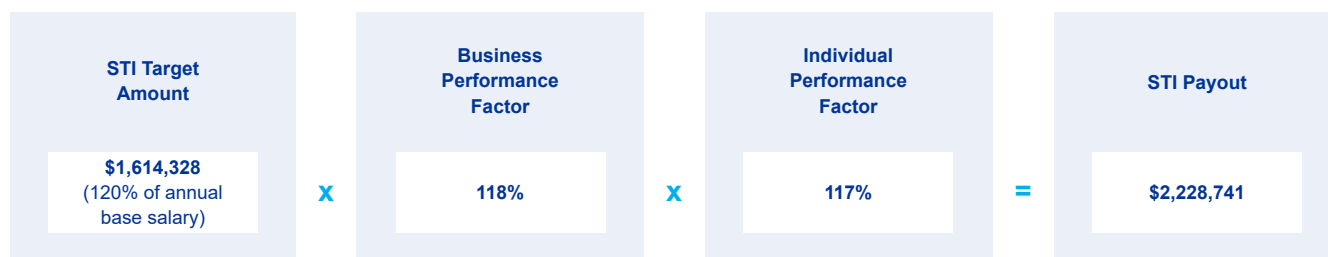 STI Target
Amount
$1,614,328
(120% of annual
base salary)
x
Business
Performance
Factor
118%
x
Individual
Performance
Factor
117%
=
STI Payout
$2,228,741